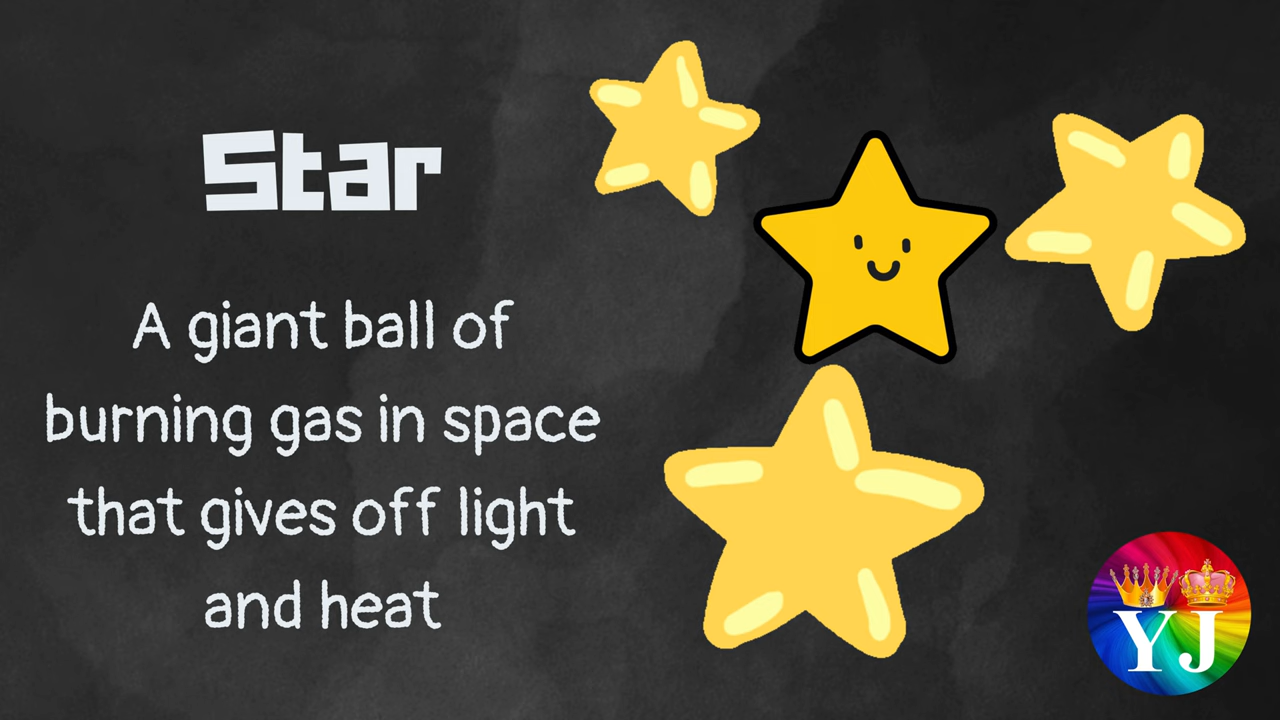 Star
A giant ball of
burning gas in space
that gives off light
and heat
YJ